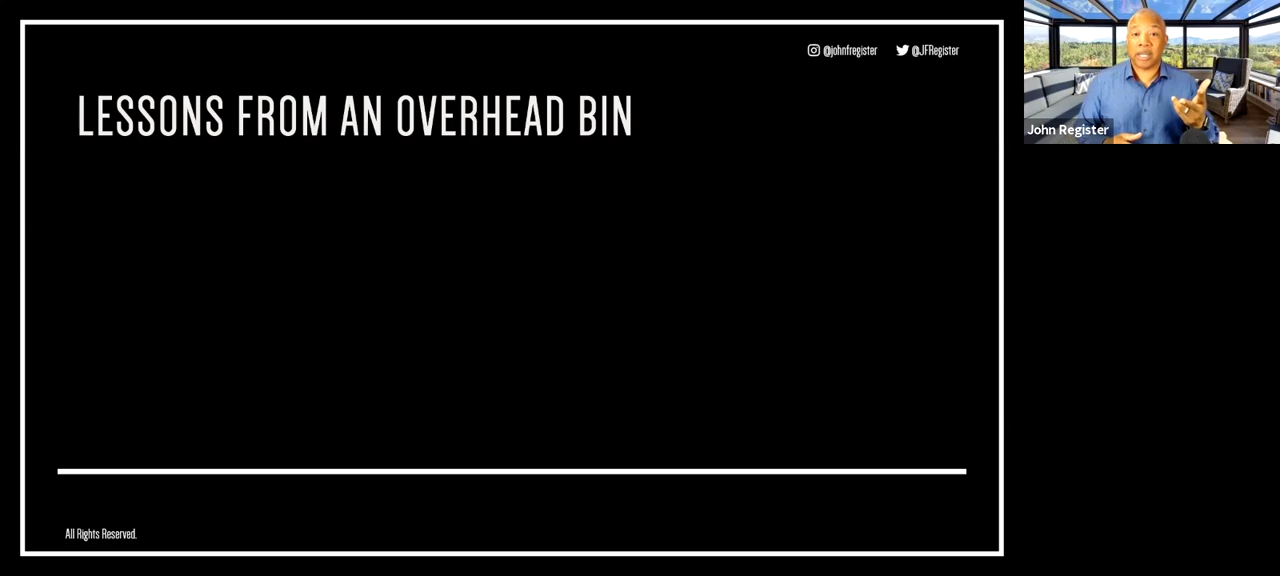 @johnfregister @JFRegister
LESSONS FROM AN OVERHEAD BIN
John Register
All Rights Reserved.